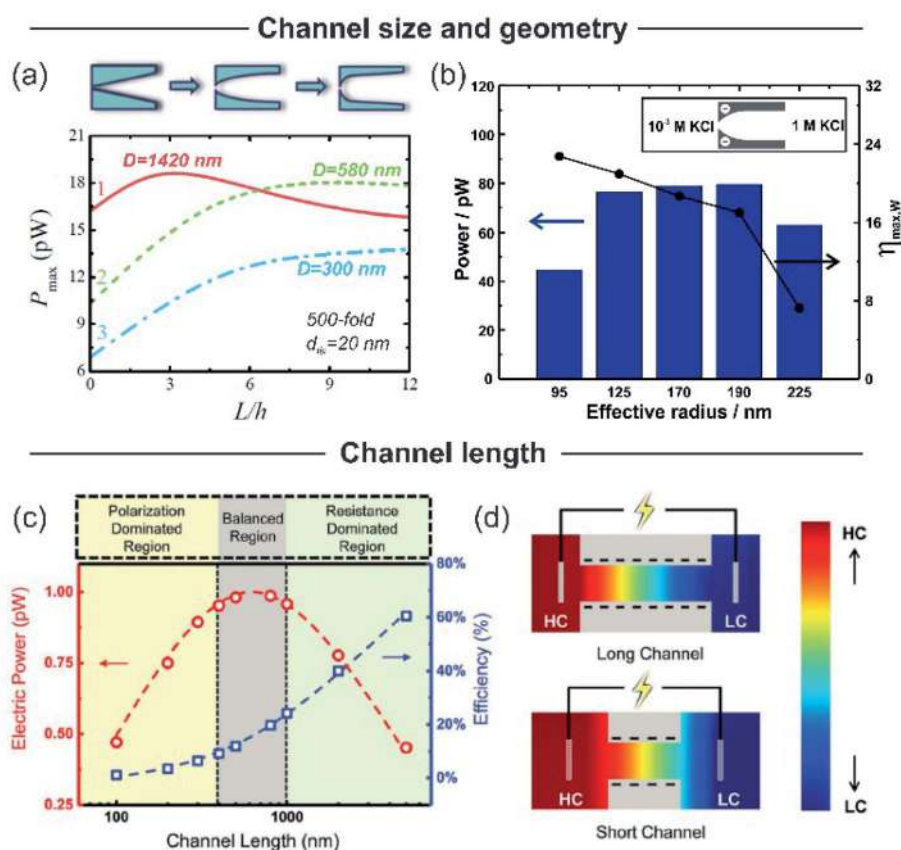 Channel size and geometry
(a)
D=1420 nm
D=580 nm
D=300 nm
500-fold
1
2
3
21
18
15
12
9
6
P_max (pW)
0
3
6
9
12
L/h
(b)
120
100
80
60
40
20
0
Power / pW
10⁻³ M KCl
1 M KCl
32
24
16
8
0
η_max,W
95
125
170
190
225
Effective radius / nm
Channel length
(c)
Polarization
Dominated
Region
Balanced
Region
Resistance
Dominated
Region
1.00
0.75
0.50
0.25
Electric Power (pW)
80%
60%
40%
20%
0%
Efficiency (%)
100
1000
Channel Length (nm)
(d)
HC
LC
Long Channel
HC
LC
Short Channel
HC
LC